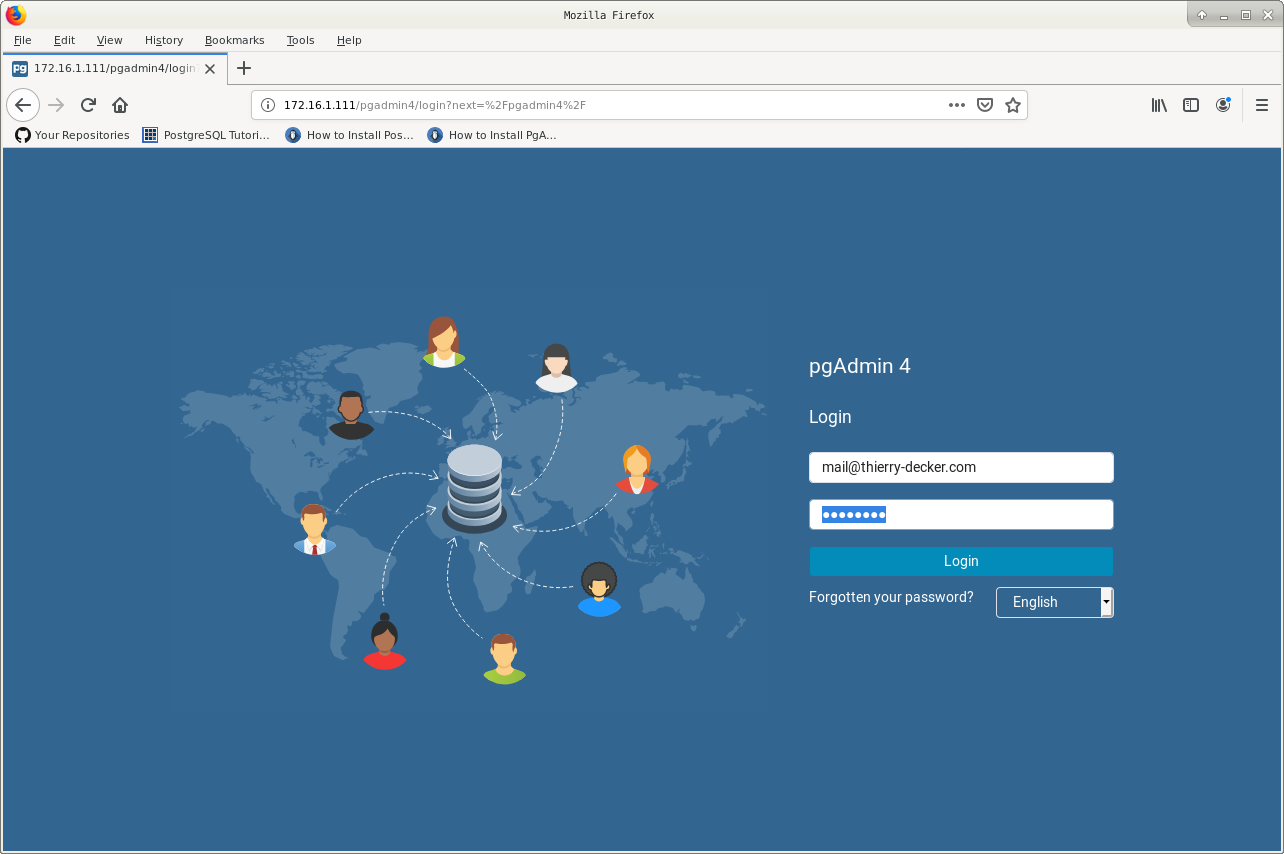 Mozilla Firefox
File Edit View History Bookmarks Tools Help
pg 172.16.1.111/pgadmin4/login
172.16.1.111/pgadmin4/login?next=%2Fpgadmin4%2F
Your Repositories PostgreSQL Tutori... How to Install Pos... How to Install PgA...
pgAdmin 4
Login
mail@thierry-decker.com
••••••••
Login
Forgotten your password? English